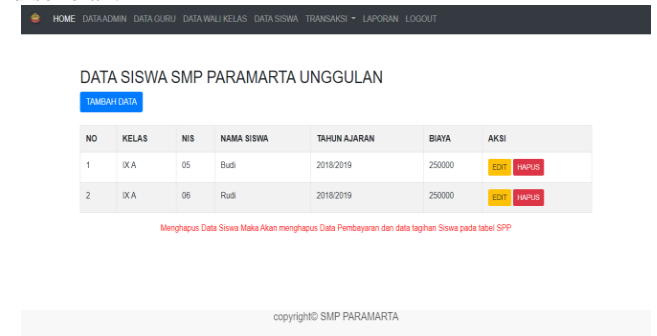 HOME DATA ADMIN DATA GURU DATA WALI KELAS DATA SISWA TRANSAKSI LAPORAN LOGOUT
DATA SISWA SMP PARAMARTA UNGGULAN
TAMBAH DATA
NO KELAS NIS NAMA SISWA TAHUN AJARAN BIAYA AKSI
1 IX A 05 Budi 2018/2019 250000 EDIT HAPUS
2 IX A 06 Rudi 2018/2019 250000 EDIT HAPUS
Menghapus Data Siswa Maka Akan menghapus Data Pembayaran dan data tagihan Siswa pada tabel SPP
copyright© SMP PARAMARTA